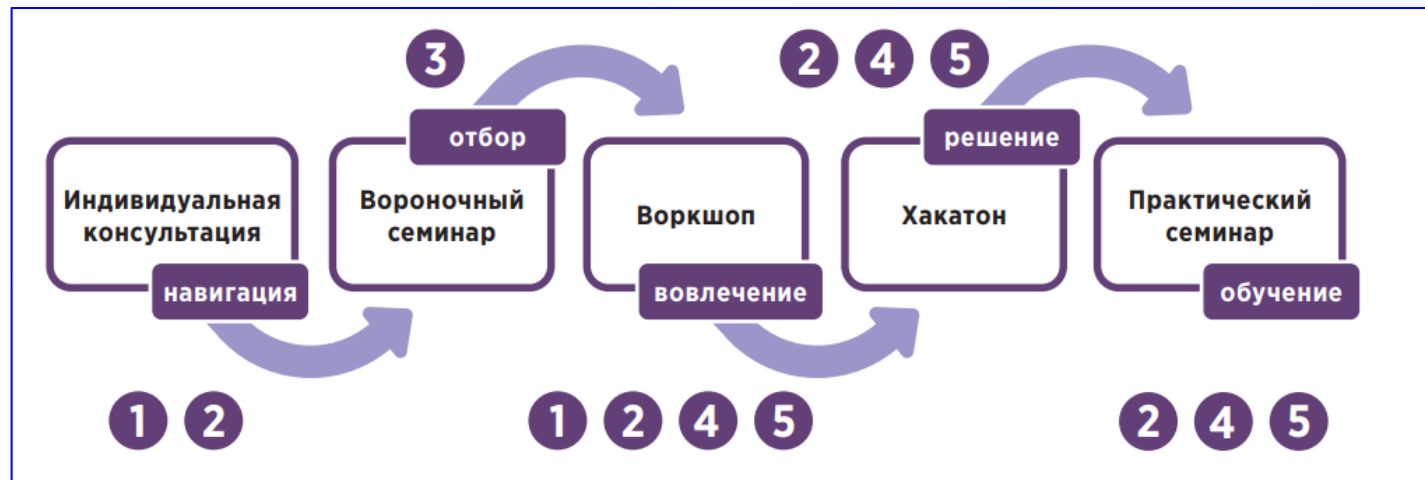 3
2 4 5
отбор
решение
Индивидуальная
консультация
навигация
Вороночный
семинар
Воркшоп
вовлечение
Хакатон
Практический
семинар
обучение
1 2
1 2 4 5
2 4 5